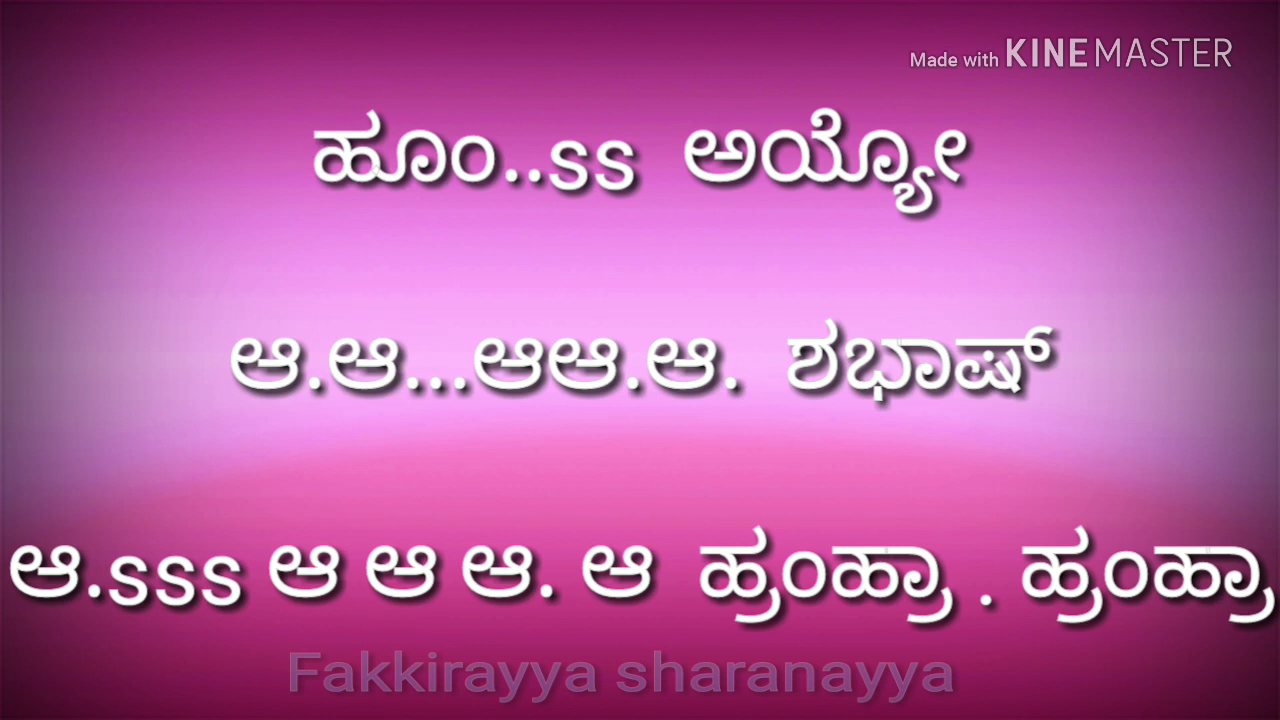 Made with KINEMASTER
ಹೂಂ..ss ಅಯ್ಯೋ
ಆ.ಆ...ಆಆ.ಆ. ಶಭಾಷ್
ಆ.sss ಆ ಆ ಆ. ಆ ಹ್ರಂಹ್ರಾ . ಹ್ರಂಹ್ರಾ
Fakkirayya sharanayya